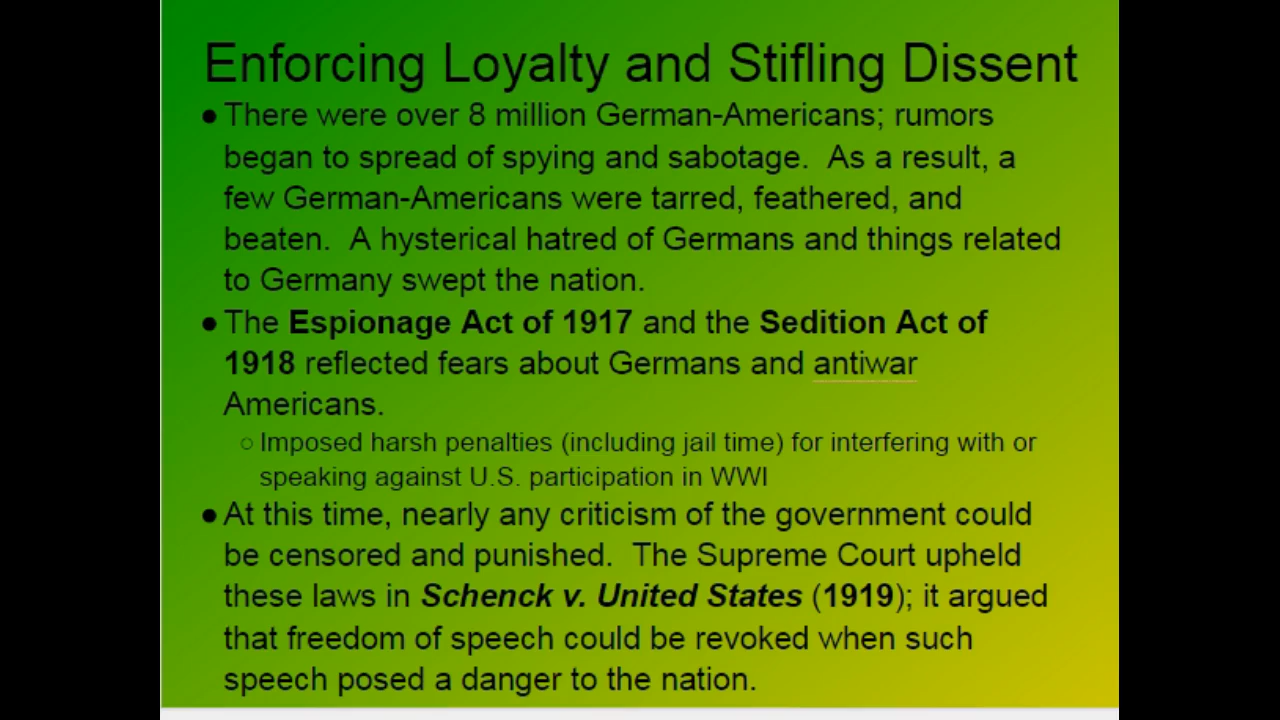 Enforcing Loyalty and Stifling Dissent
● There were over 8 million German-Americans; rumors
began to spread of spying and sabotage.  As a result, a
few German-Americans were tarred, feathered, and
beaten.  A hysterical hatred of Germans and things related
to Germany swept the nation.
● The Espionage Act of 1917 and the Sedition Act of
1918 reflected fears about Germans and antiwar
Americans.
○ Imposed harsh penalties (including jail time) for interfering with or
speaking against U.S. participation in WWI
● At this time, nearly any criticism of the government could
be censored and punished.  The Supreme Court upheld
these laws in Schenck v. United States (1919); it argued
that freedom of speech could be revoked when such
speech posed a danger to the nation.